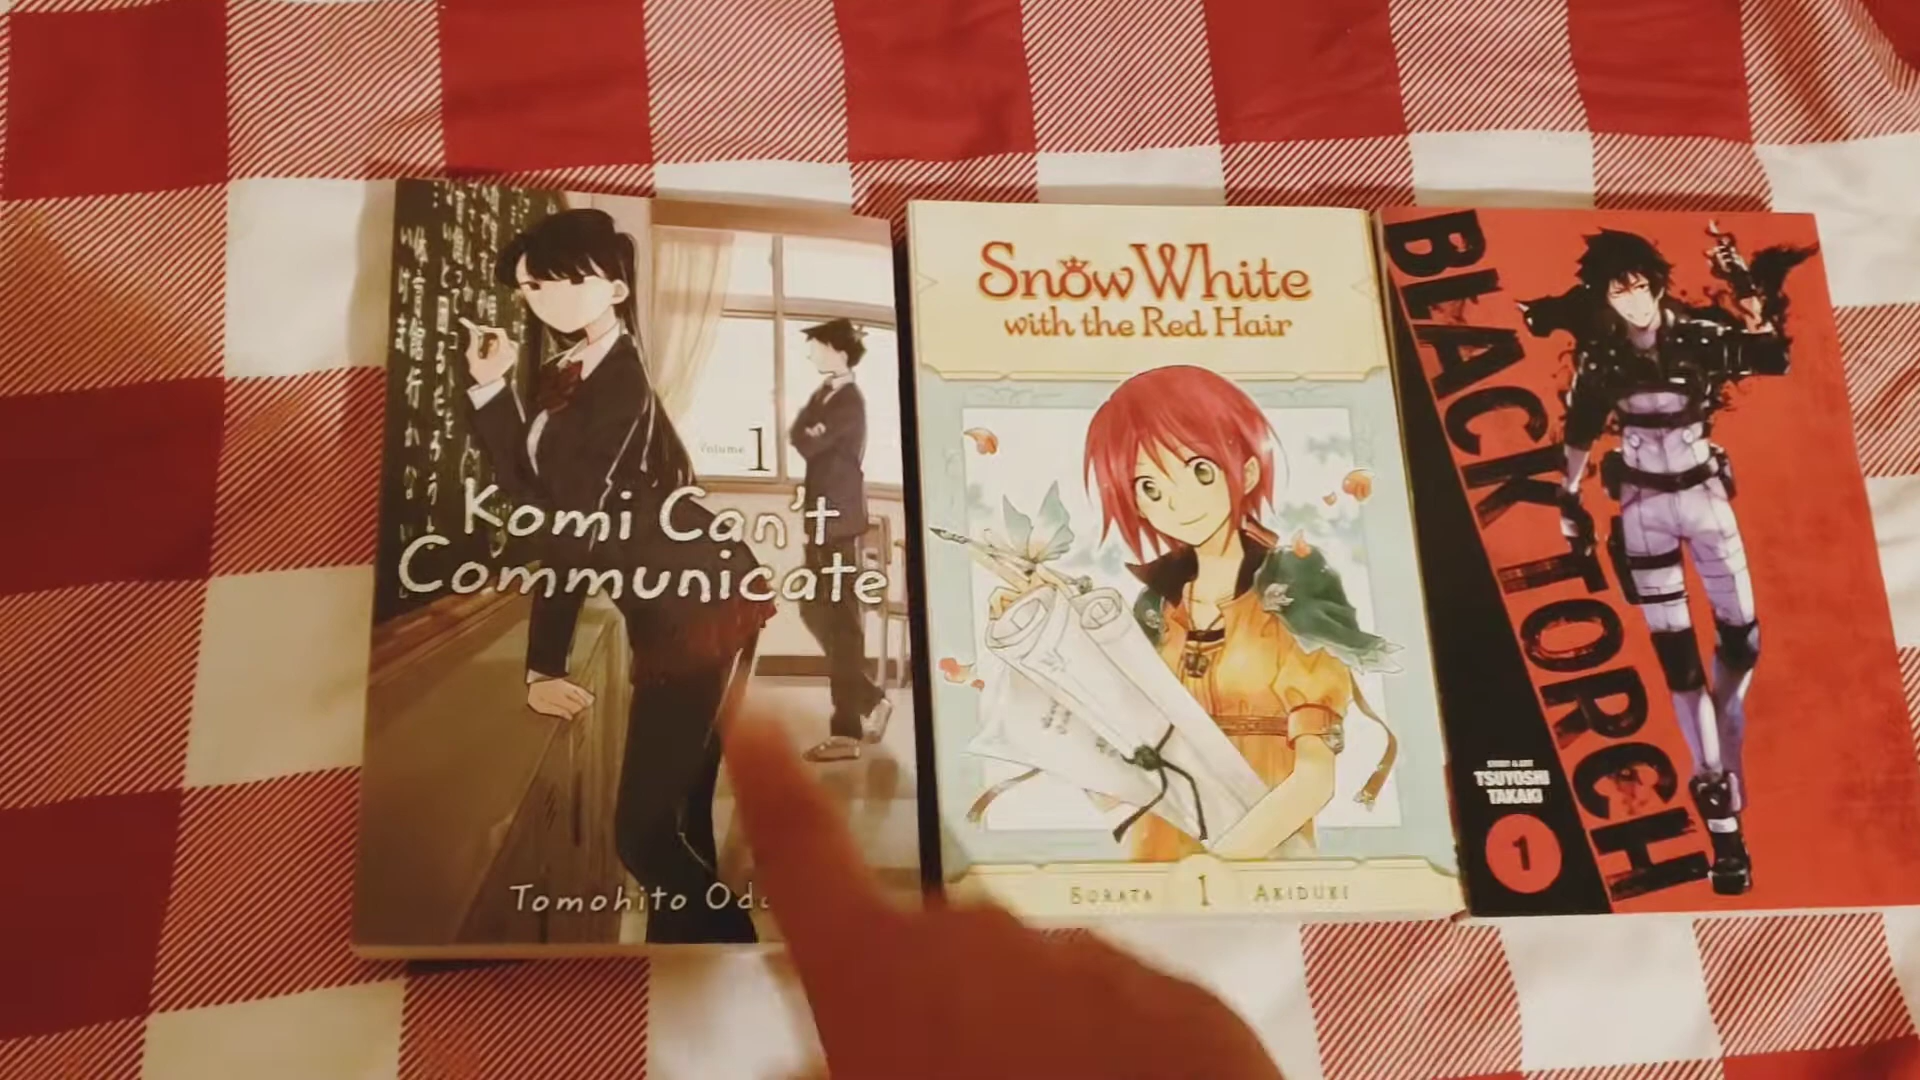 Volume 1
Komi Can't
Communicate
Tomohito Od
Snow White
with the Red Hair
SORATA 1 AKIDUKI
BLACK TORCH
STORY & ART
TSUYOSHI
TAKAKI
1